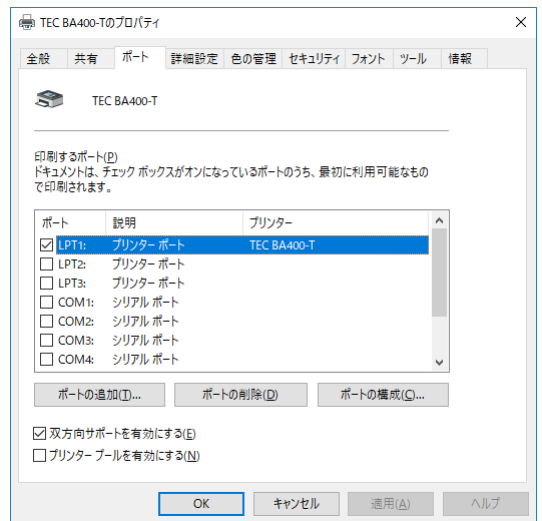 TEC BA400-Tのプロパティ
全般 共有 ポート 詳細設定 色の管理 セキュリティ フォント ツール 情報
TEC BA400-T
印刷するポート(P)
ドキュメントは、チェック ボックスがオンになっているポートのうち、最初に利用可能なもの
で印刷されます。
ポート 説明 プリンター
LPT1: プリンター ポート TEC BA400-T
LPT2: プリンター ポート
LPT3: プリンター ポート
COM1: シリアル ポート
COM2: シリアル ポート
COM3: シリアル ポート
COM4: シリアル ポート
ポートの追加(T)... ポートの削除(D) ポートの構成(C)...
双方向サポートを有効にする(E)
プリンター プールを有効にする(N)
OK キャンセル 適用(A) ヘルプ